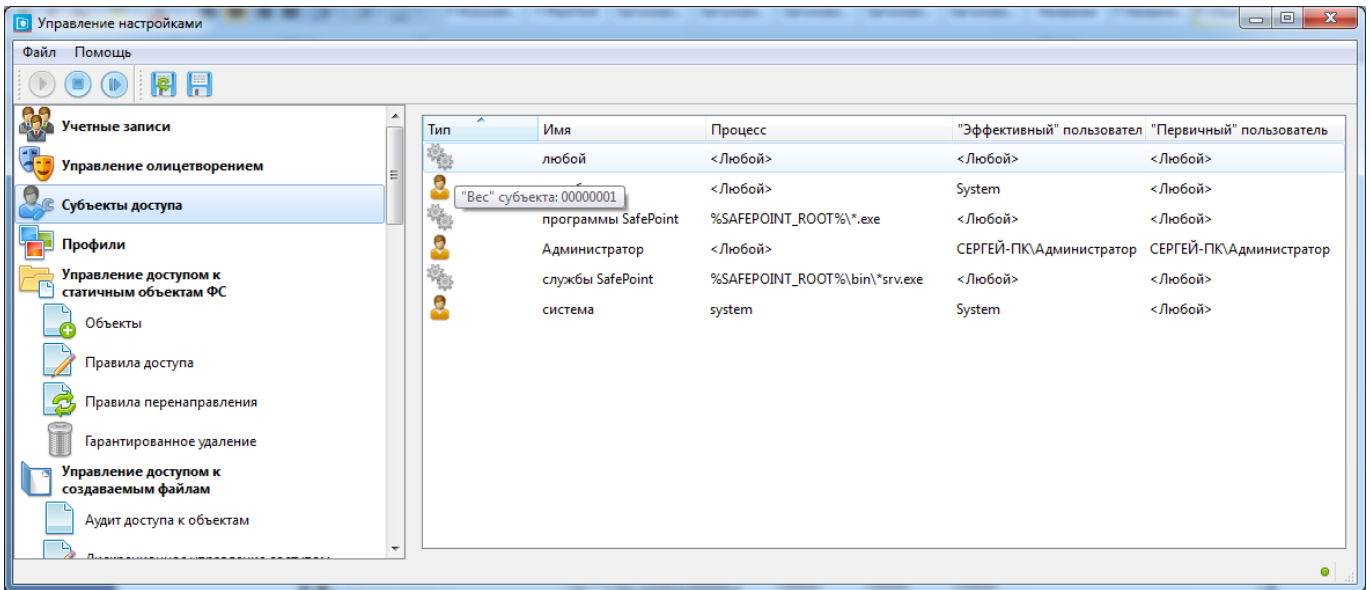 Управление настройками
Файл Помощь
Учетные записи
Управление олицетворением
Субъекты доступа
Профили
Управление доступом к
статичным объектам ФС
Объекты
Правила доступа
Правила перенаправления
Гарантированное удаление
Управление доступом к
создаваемым файлам
Аудит доступа к объектам
Тип Имя Процесс "Эффективный" пользовател "Первичный" пользователь
любой <Любой> <Любой> <Любой>
<Любой> System <Любой>
"Вес" субъекта: 00000001
программы SafePoint %SAFEPOINT_ROOT%\*.exe <Любой> <Любой>
Администратор <Любой> СЕРГЕЙ-ПК\Администратор СЕРГЕЙ-ПК\Администратор
службы SafePoint %SAFEPOINT_ROOT%\bin\*srv.exe <Любой> <Любой>
система system System <Любой>